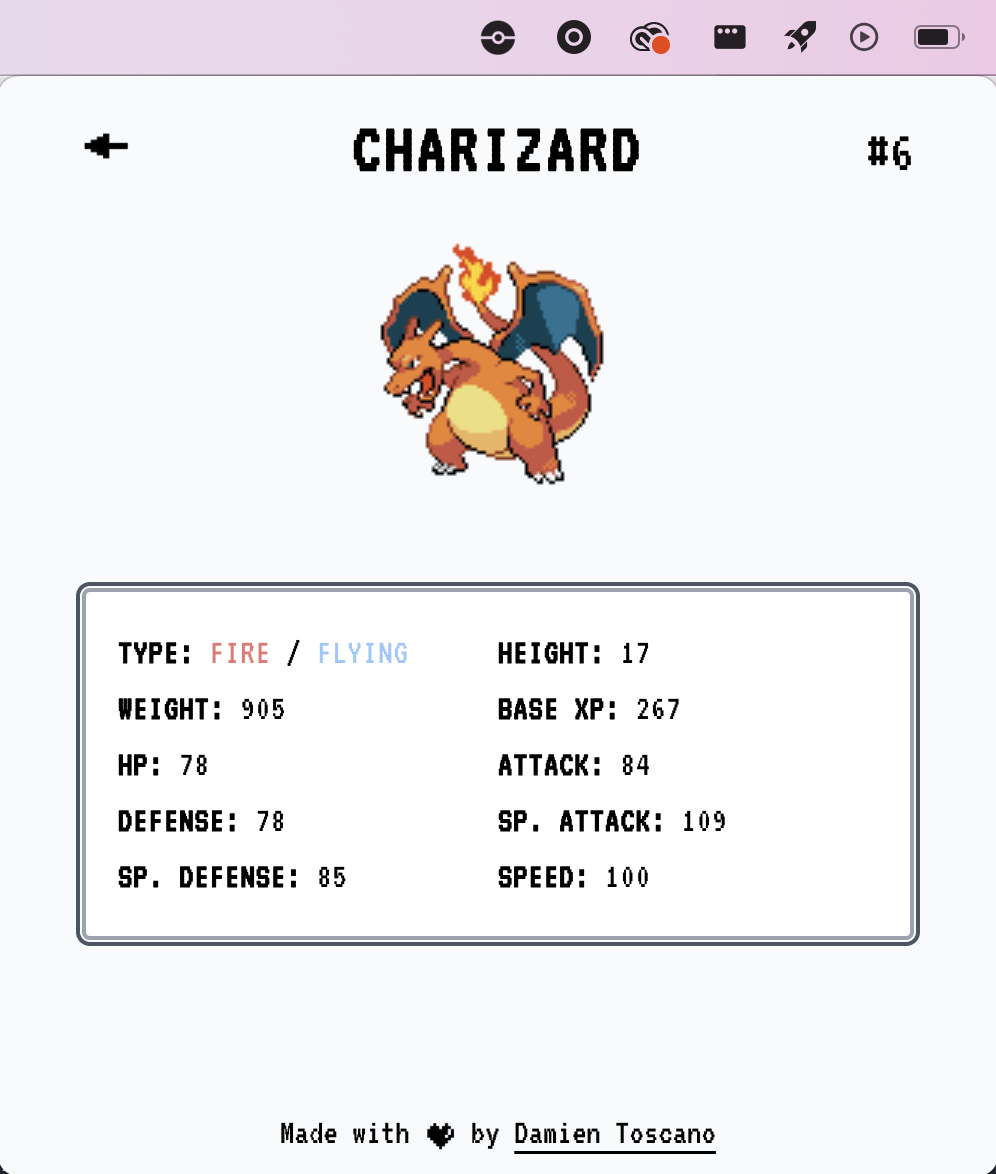 CHARIZARD #6
TYPE: FIRE / FLYING HEIGHT: 17
WEIGHT: 905 BASE XP: 267
HP: 78 ATTACK: 84
DEFENSE: 78 SP. ATTACK: 109
SP. DEFENSE: 85 SPEED: 100
Made with ♥ by Damien Toscano